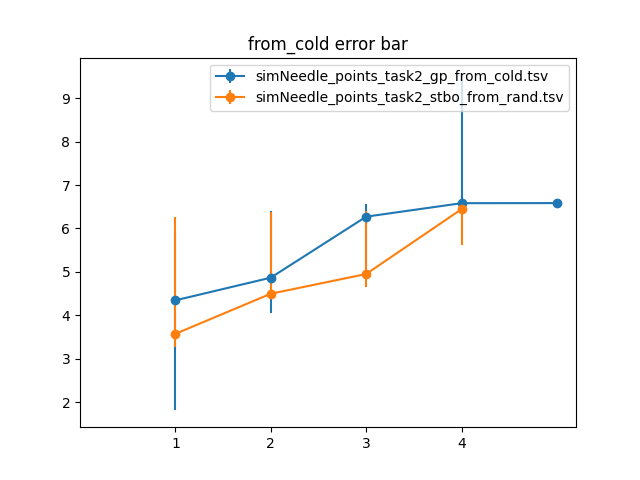 from_cold error bar
simNeedle_points_task2_gp_from_cold.tsv
simNeedle_points_task2_stbo_from_rand.tsv
9
8
7
6
5
4
3
2
1 2 3 4